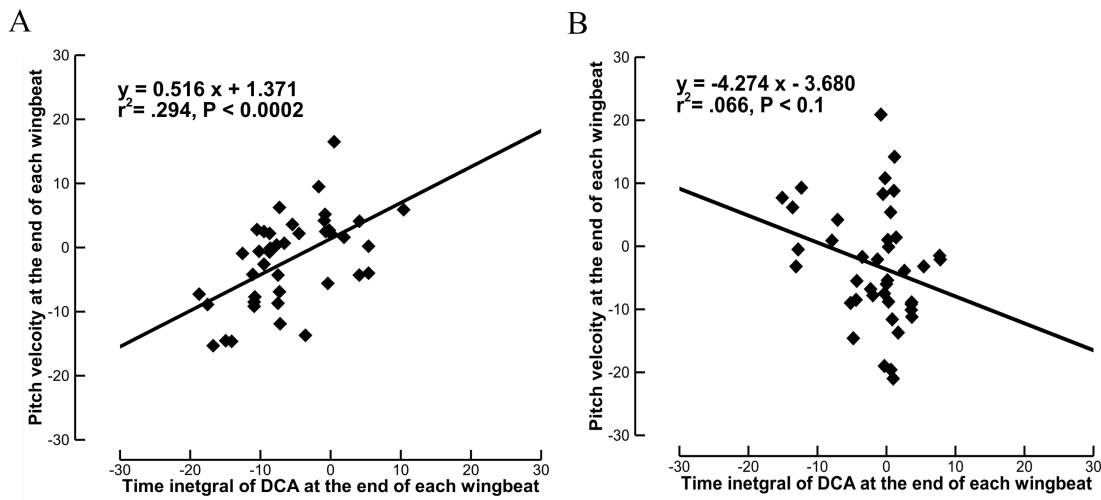 A
30
20
10
0
-10
-20
-30
Pitch velcoity at the end of each wingbeat
y = 0.516 x + 1.371
r2= .294, P < 0.0002
-30 -20 -10 0 10 20 30
Time inetgral of DCA at the end of each wingbeat
B
30
20
10
0
-10
-20
-30
Pitch velcoity at the end of each wingbeat
y = -4.274 x - 3.680
r2= .066, P < 0.1
-30 -20 -10 0 10 20 30
Time inetgral of DCA at the end of each wingbeat